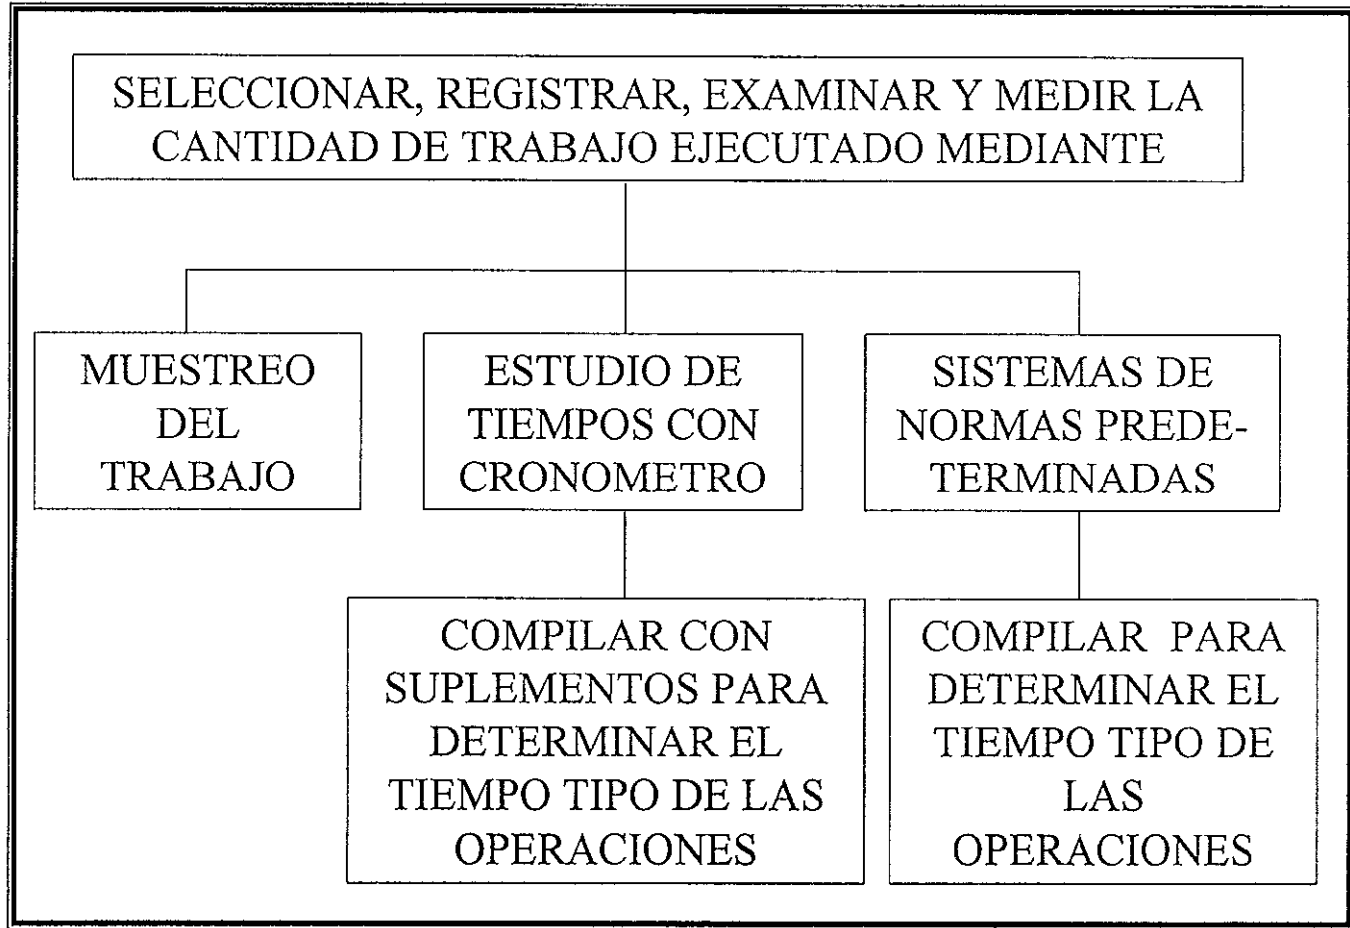 SELECCIONAR, REGISTRAR, EXAMINAR Y MEDIR LA
CANTIDAD DE TRABAJO EJECUTADO MEDIANTE
MUESTREO
DEL
TRABAJO
ESTUDIO DE
TIEMPOS CON
CRONOMETRO
SISTEMAS DE
NORMAS PREDE-
TERMINADAS
COMPILAR CON
SUPLEMENTOS PARA
DETERMINAR EL
TIEMPO TIPO DE LAS
OPERACIONES
COMPILAR PARA
DETERMINAR EL
TIEMPO TIPO DE
LAS
OPERACIONES